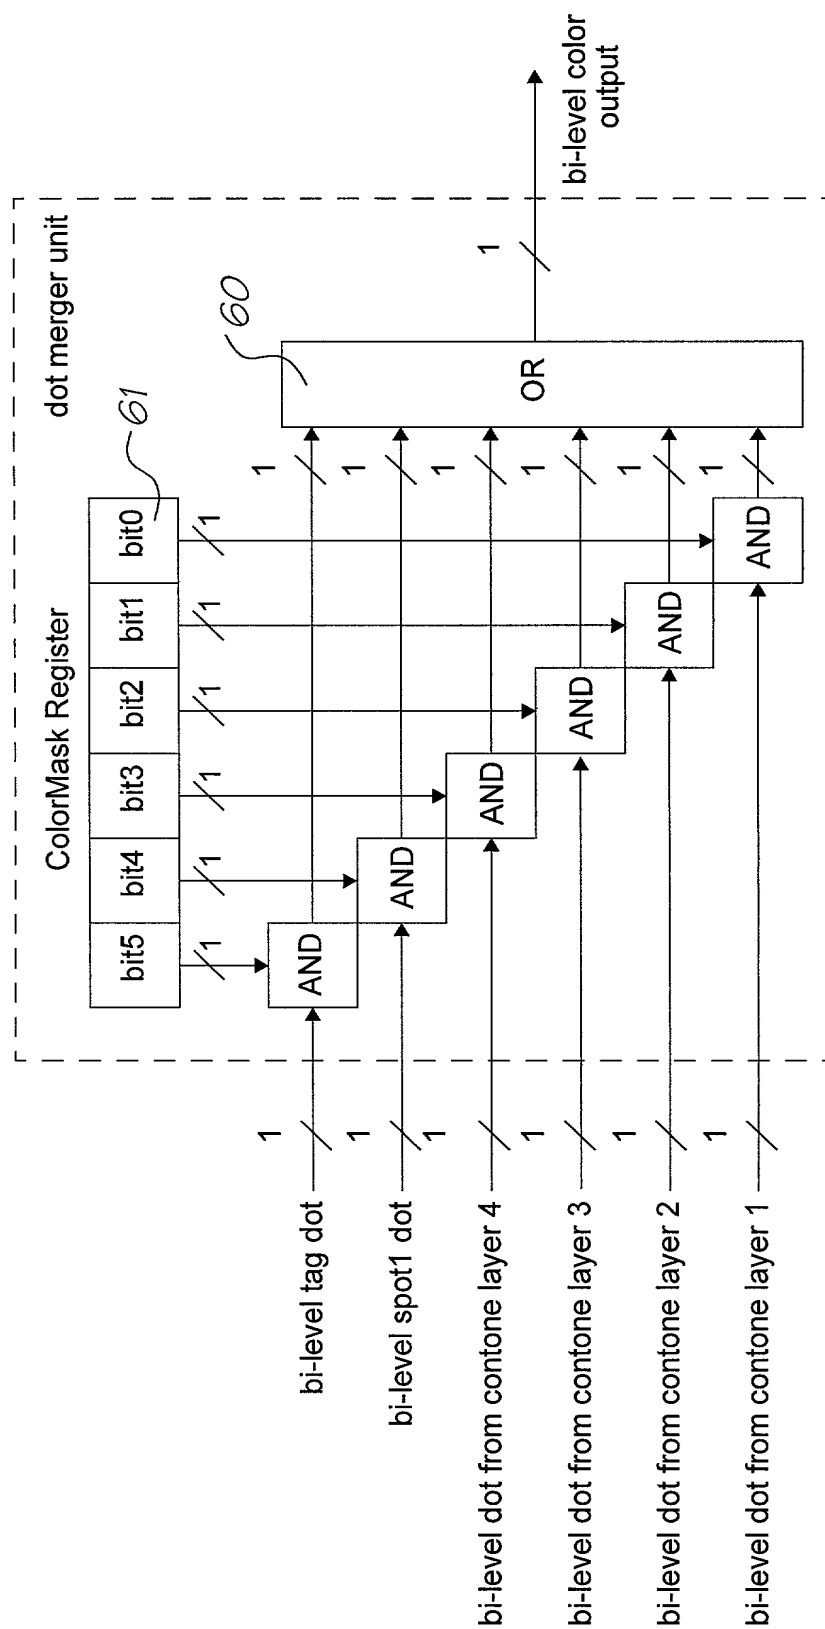 dot merger unit
ColorMask Register
bit5
bit4
bit3
bit2
bit1
bit0
61
1
1
1
1
1
1
60
bi-level tag dot
1
AND
1
bi-level spot1 dot
1
AND
1
bi-level dot from contone layer 4
1
AND
1
bi-level dot from contone layer 3
1
AND
1
bi-level dot from contone layer 2
1
AND
1
bi-level dot from contone layer 1
1
AND
1
OR
1
bi-level color
output